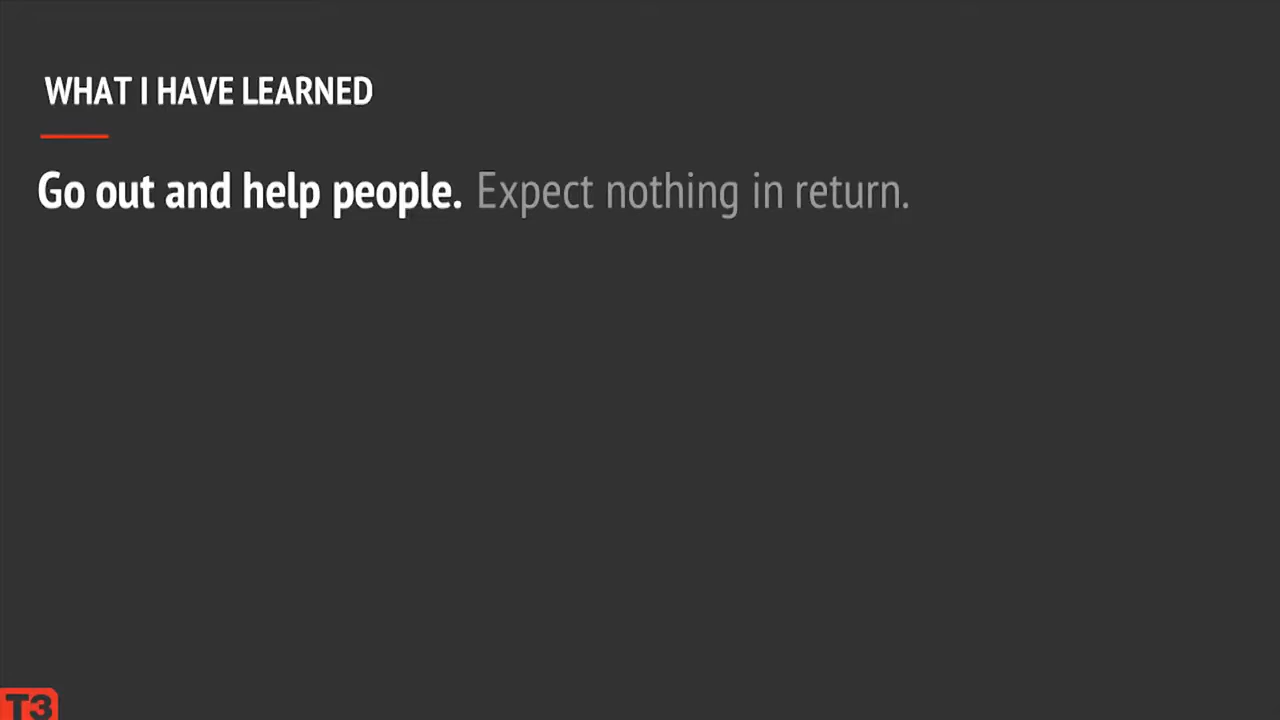 WHAT I HAVE LEARNED
Go out and help people. Expect nothing in return.
T3